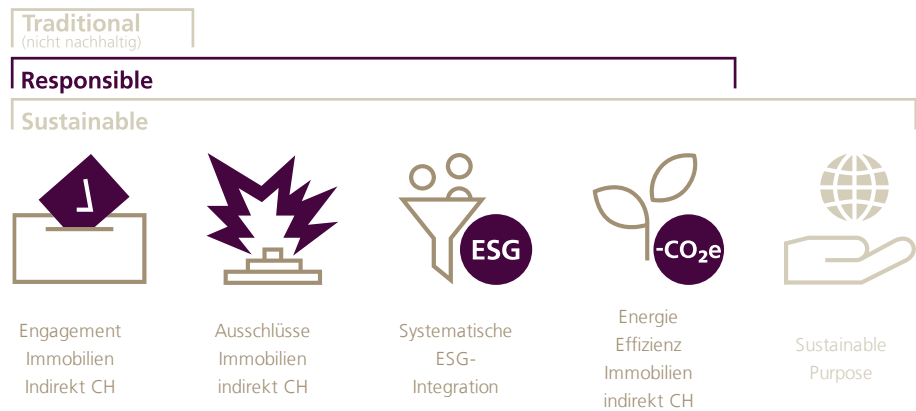 Traditional
(nicht nachhaltig)
Responsible
Sustainable
ESG
-CO₂e
Engagement
Immobilien
Indirekt CH
Ausschlüsse
Immobilien
indirekt CH
Systematische
ESG-
Integration
Energie
Effizienz
Immobilien
indirekt CH
Sustainable
Purpose